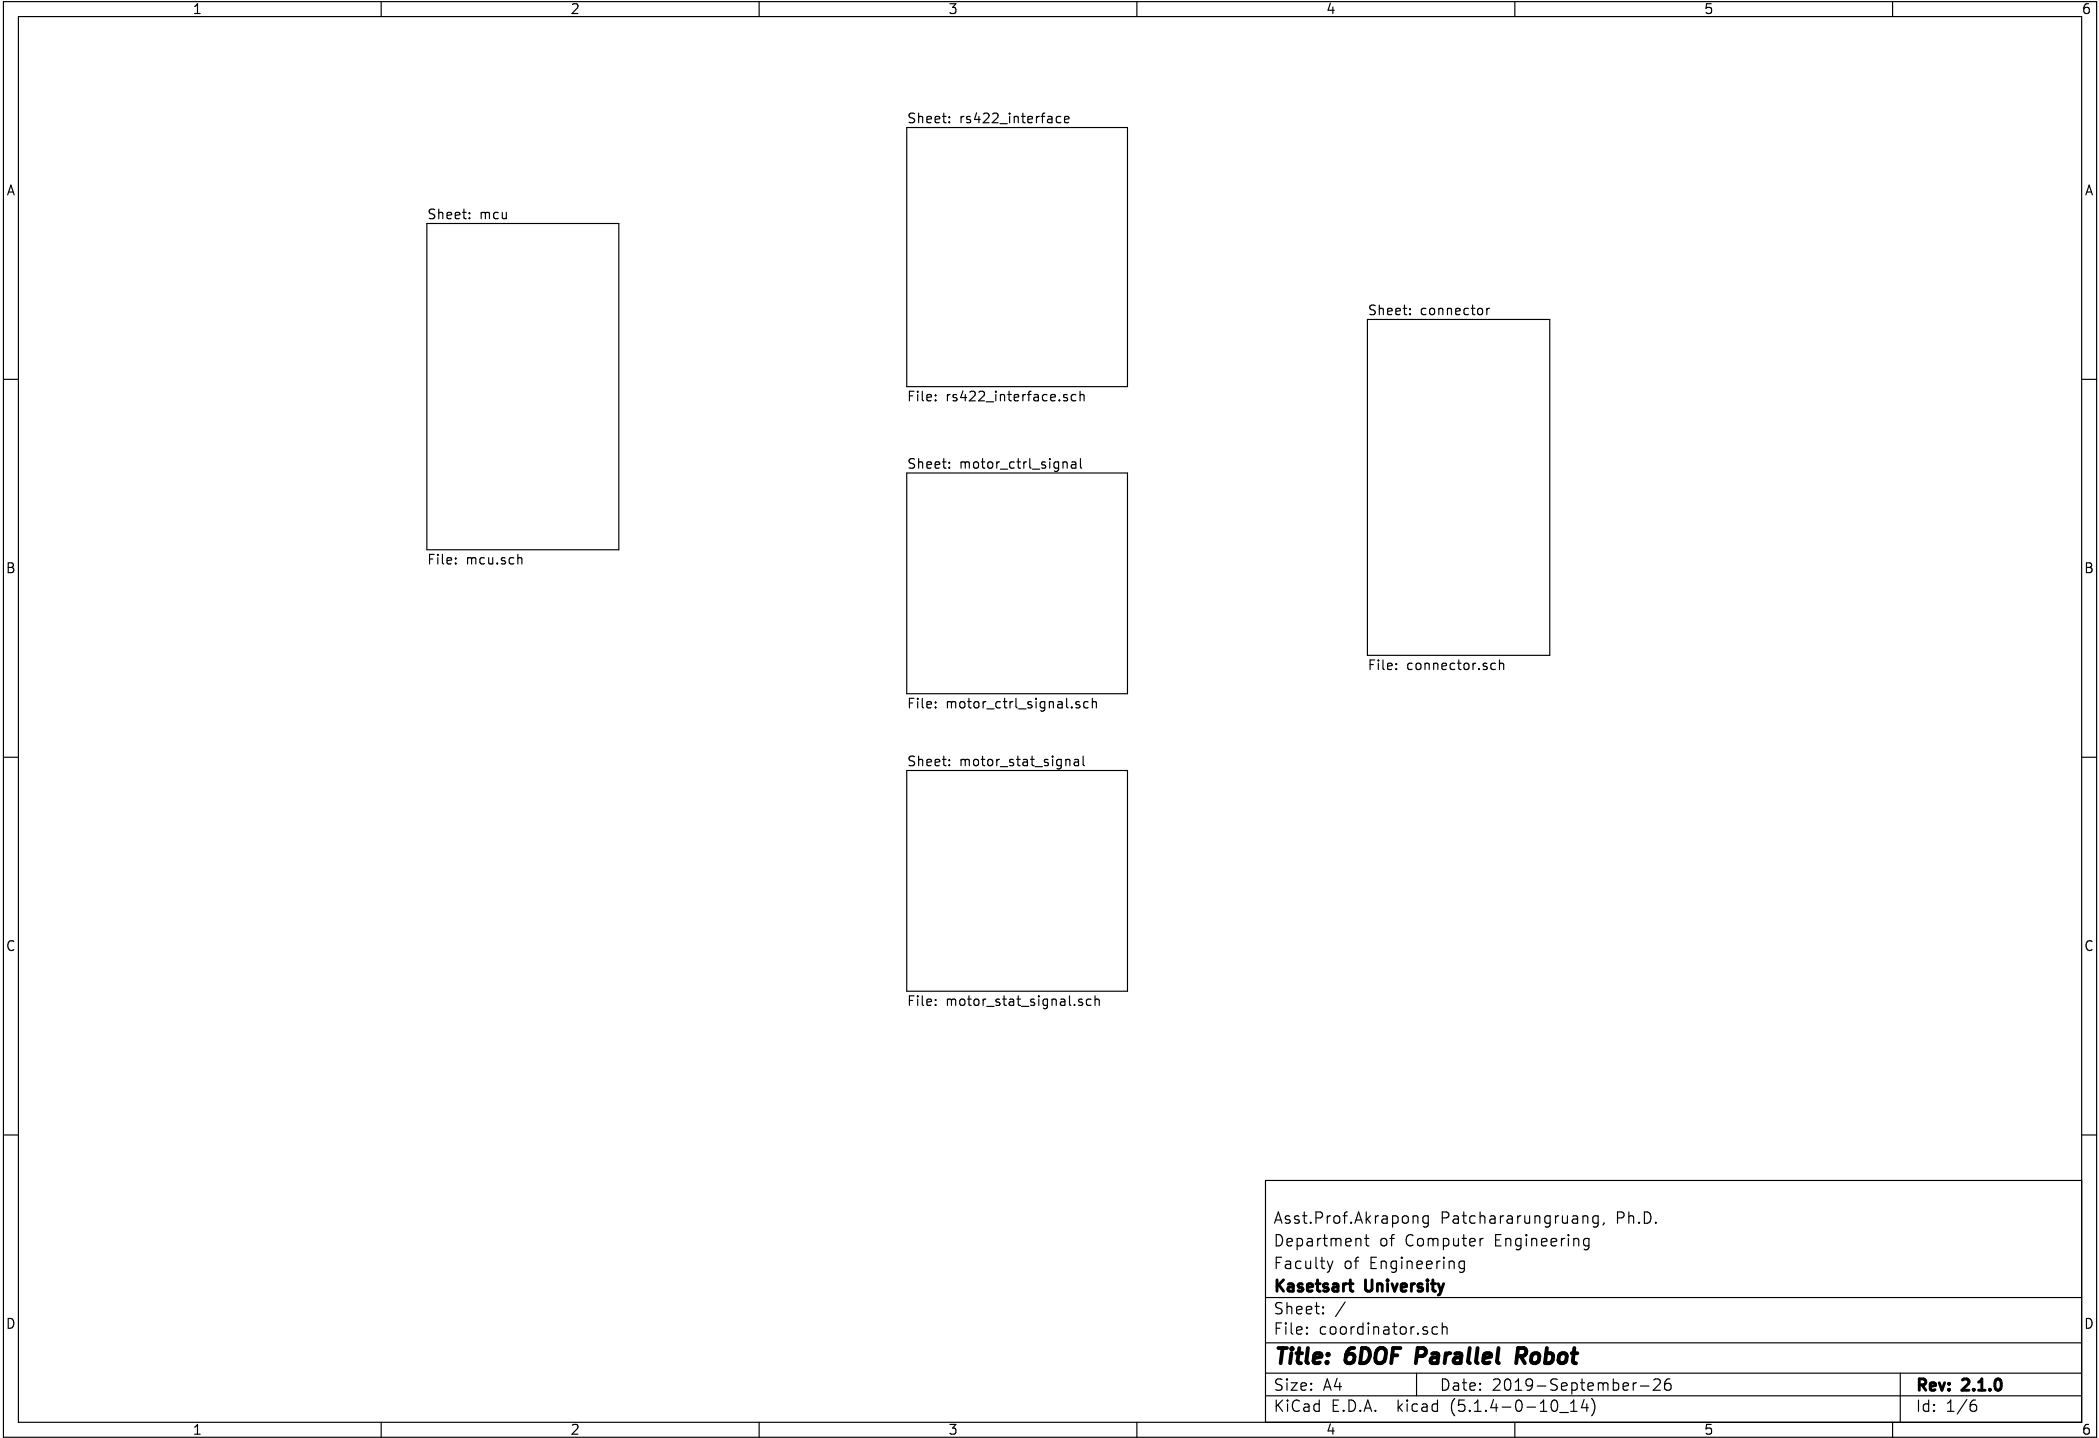 1 2 3 4 5 6
Sheet: rs422_interface
A A
Sheet: mcu
Sheet: connector
File: rs422_interface.sch
Sheet: motor_ctrl_signal
File: mcu.sch
B B
File: connector.sch
File: motor_ctrl_signal.sch
Sheet: motor_stat_signal
C C
File: motor_stat_signal.sch
Asst.Prof.Akrapong Patchararungruang, Ph.D.
Department of Computer Engineering
Faculty of Engineering
Kasetsart University
Sheet: /
D D
File: coordinator.sch
Title: 6DOF Parallel Robot
Size: A4 Date: 2019-September-26 Rev: 2.1.0
KiCad E.D.A. kicad (5.1.4-0-10_14) Id: 1/6
1 2 3 4 5 6